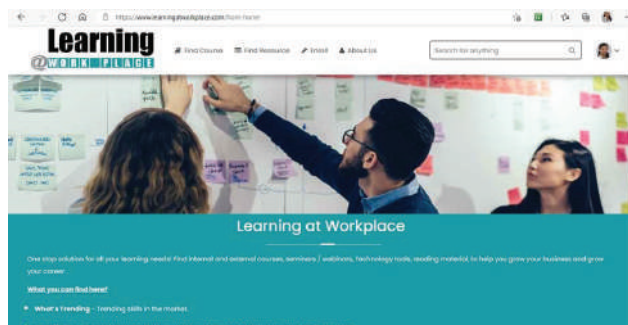 https://www.learningatworkplace.com/from-home
Learning
@WORK PLACE
Find Course Find Resource Enroll About Us
Search for anything
Learning at Workplace
One stop solution for all your learning needs! Find internal and external courses, seminars / webinars, technology tools, reading material, to help you grow your business and grow
your career.
What you can find here?
What's Trending - Trending skills in the market.